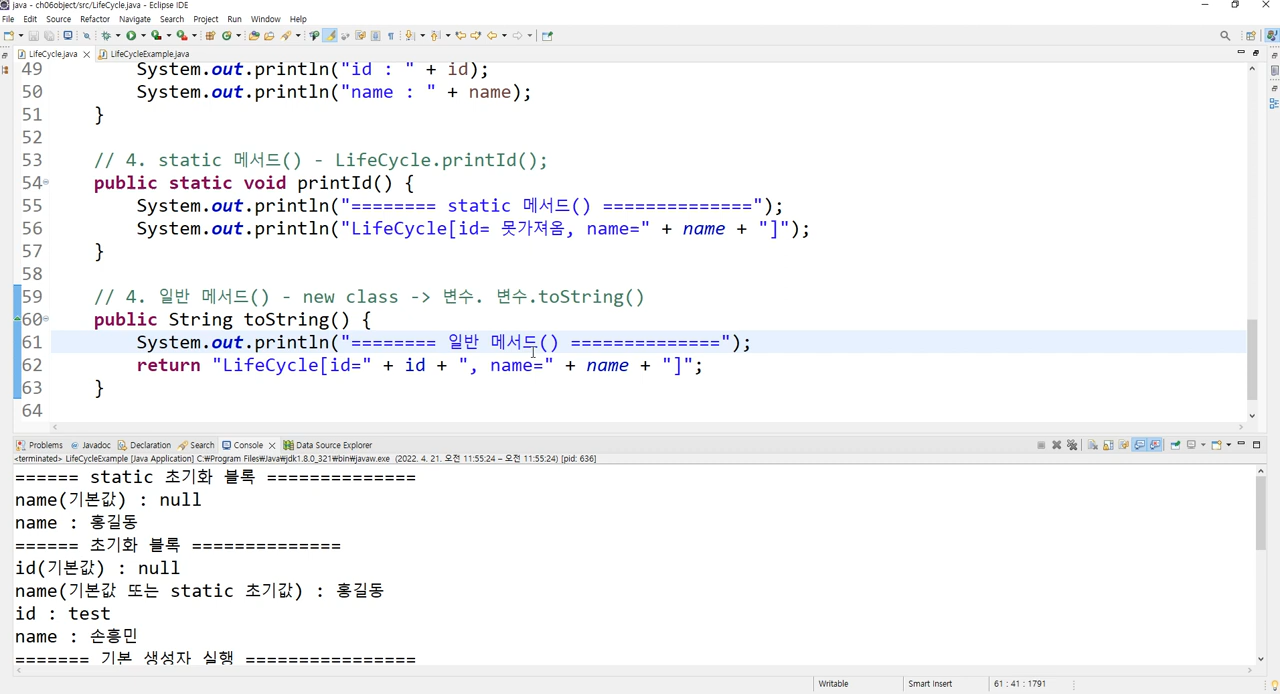 java - ch06object/src/LifeCycle.java - Eclipse IDE
File Edit Source Refactor Navigate Search Project Run Window Help
LifeCycle.java LifeCycleExample.java
49 System.out.println("id : " + id);
50 System.out.println("name : " + name);
51 }
52
53 // 4. static 메서드() - LifeCycle.printId();
54 public static void printId() {
55 System.out.println("======== static 메서드() ==============");
56 System.out.println("LifeCycle[id= 못가져옴, name=" + name + "]");
57 }
58
59 // 4. 일반 메서드() - new class -> 변수. 변수.toString()
60 public String toString() {
61 System.out.println("======== 일반 메서드() ==============");
62 return "LifeCycle[id=" + id + ", name=" + name + "]";
63 }
64
Problems Javadoc Declaration Search Console Data Source Explorer
<terminated> LifeCycleExample [Java Application] C:₩Program Files₩Java₩jdk1.8.0_321₩bin₩javaw.exe (2022. 4. 21. 오전 11:55:24 – 오전 11:55:24) [pid: 636]
====== static 초기화 블록 ==============
name(기본값) : null
name : 홍길동
====== 초기화 블록 ==============
id(기본값) : null
name(기본값 또는 static 초기값) : 홍길동
id : test
name : 손흥민
======= 기본 생성자 실행 ================
Writable Smart Insert 61 : 41 : 1791